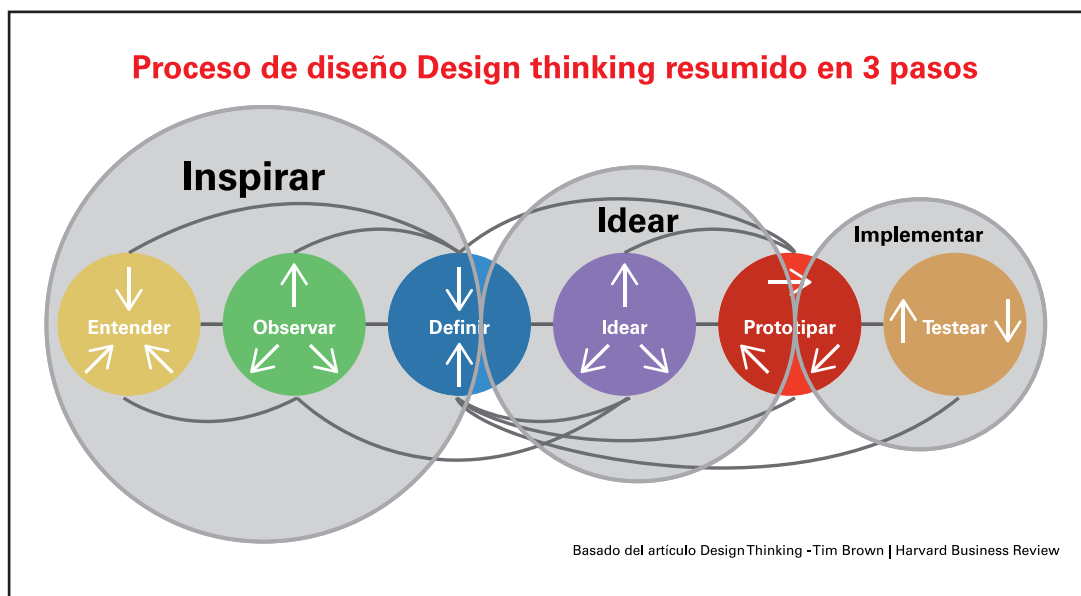 Proceso de diseño Design thinking resumido en 3 pasos
Inspirar
Idear
Implementar
Entender
Observar
Definir
Idear
Prototipar
Testear
Basado del artículo Design Thinking - Tim Brown | Harvard Business Review